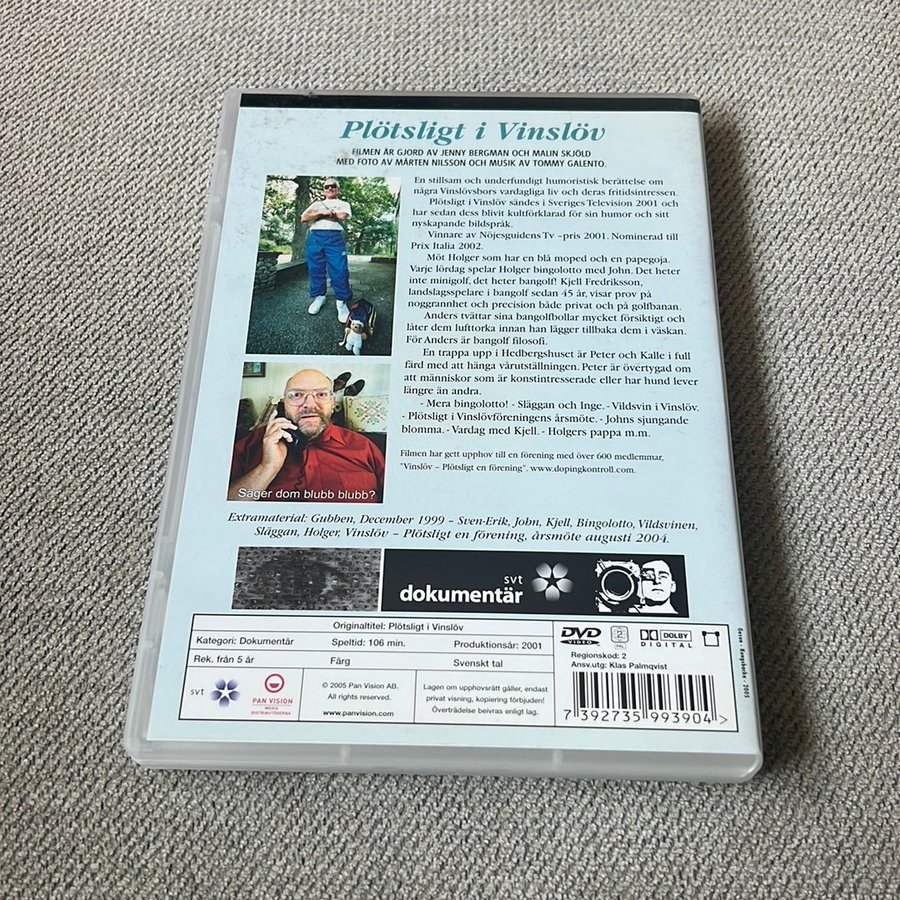 Plötsligt i Vinslöv
FILMEN ÄR GJORD AV JENNY BERGMAN OCH MALIN SKJÖLD
MED FOTO AV MÅRTEN NILSSON OCH MUSIK AV TOMMY GALENTO.
En stillsam och underfundigt humoristisk berättelse om
några Vinslövsbors vardagliga liv och deras fritidsintressen.
Plötsligt i Vinslöv sändes i Sveriges Television 2001 och
har sedan dess blivit kultförklarad för sin humor och sitt
nyskapande bildspråk.
Vinnare av Nöjesguidens Tv –pris 2001. Nominerad till
Prix Italia 2002.
Möt Holger som har en blå moped och en papegoja.
Varje lördag spelar Holger bingolotto med John. Det heter
inte minigolf, det heter bangolf! Kjell Fredriksson,
landslagsspelare i bangolf sedan 45 år, visar prov på
noggrannhet och precision både privat och på golfbanan.
Anders tvättar sina bangolfbollar mycket försiktigt och
låter dem lufttorka innan han lägger tillbaka dem i väskan.
För Anders är bangolf filosofi.
En trappa upp i Hedbergshuset är Peter och Kalle i full
färd med att hänga vårutställningen. Peter är övertygad om
att människor som är konstintresserade eller har hund lever
längre än andra.
- Mera bingolotto! - Släggan och Inge. - Vildsvin i Vinslöv.
- Plötsligt i Vinslövföreningens årsmöte. - Johns sjungande
blomma. - Vardag med Kjell. - Holgers pappa m.m.
Filmen har gett upphov till en förening med över 600 medlemmar,
"Vinslöv – Plötsligt en förening". www.dopingkontroll.com.
Säger dom blubb blubb?
Extramaterial: Gubben, December 1999 – Sven-Erik, John, Kjell, Bingolotto, Vildsvinen,
Släggan, Holger, Vinslöv – Plötsligt en förening, årsmöte augusti 2004.
svt
dokumentär
Originaltitel: Plötsligt i Vinslöv
Kategori: Dokumentär
Speltid: 106 min.
Produktionsår: 2001
Rek. från 5 år
Färg
Svenskt tal
svt
PAN VISION
MEDIA
DISTRIBUTÖRERNA
© 2005 Pan Vision AB.
All rights reserved.
www.panvision.com
Lagen om upphovsrätt gäller, endast
privat visning, kopiering förbjuden!
Överträdelse beivras enligt lag.
DVD
VIDEO
2
PAL
DOLBY
DIGITAL
Regionskod: 2
Ansv.utg: Klas Palmqvist
7 392735 993904 >